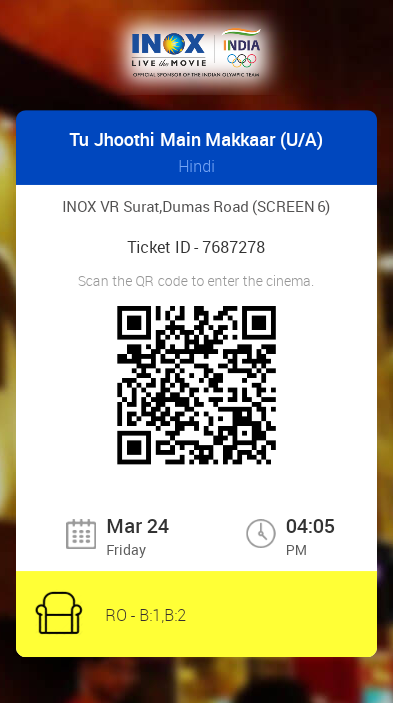 INOX
LIVE the MOVIE
INDIA
OFFICIAL SPONSOR OF THE INDIAN OLYMPIC TEAM
Tu Jhoothi Main Makkaar (U/A)
Hindi
INOX VR Surat,Dumas Road (SCREEN 6)
Ticket ID - 7687278
Scan the QR code to enter the cinema.
Mar 24
Friday
04:05
PM
RO - B:1,B:2